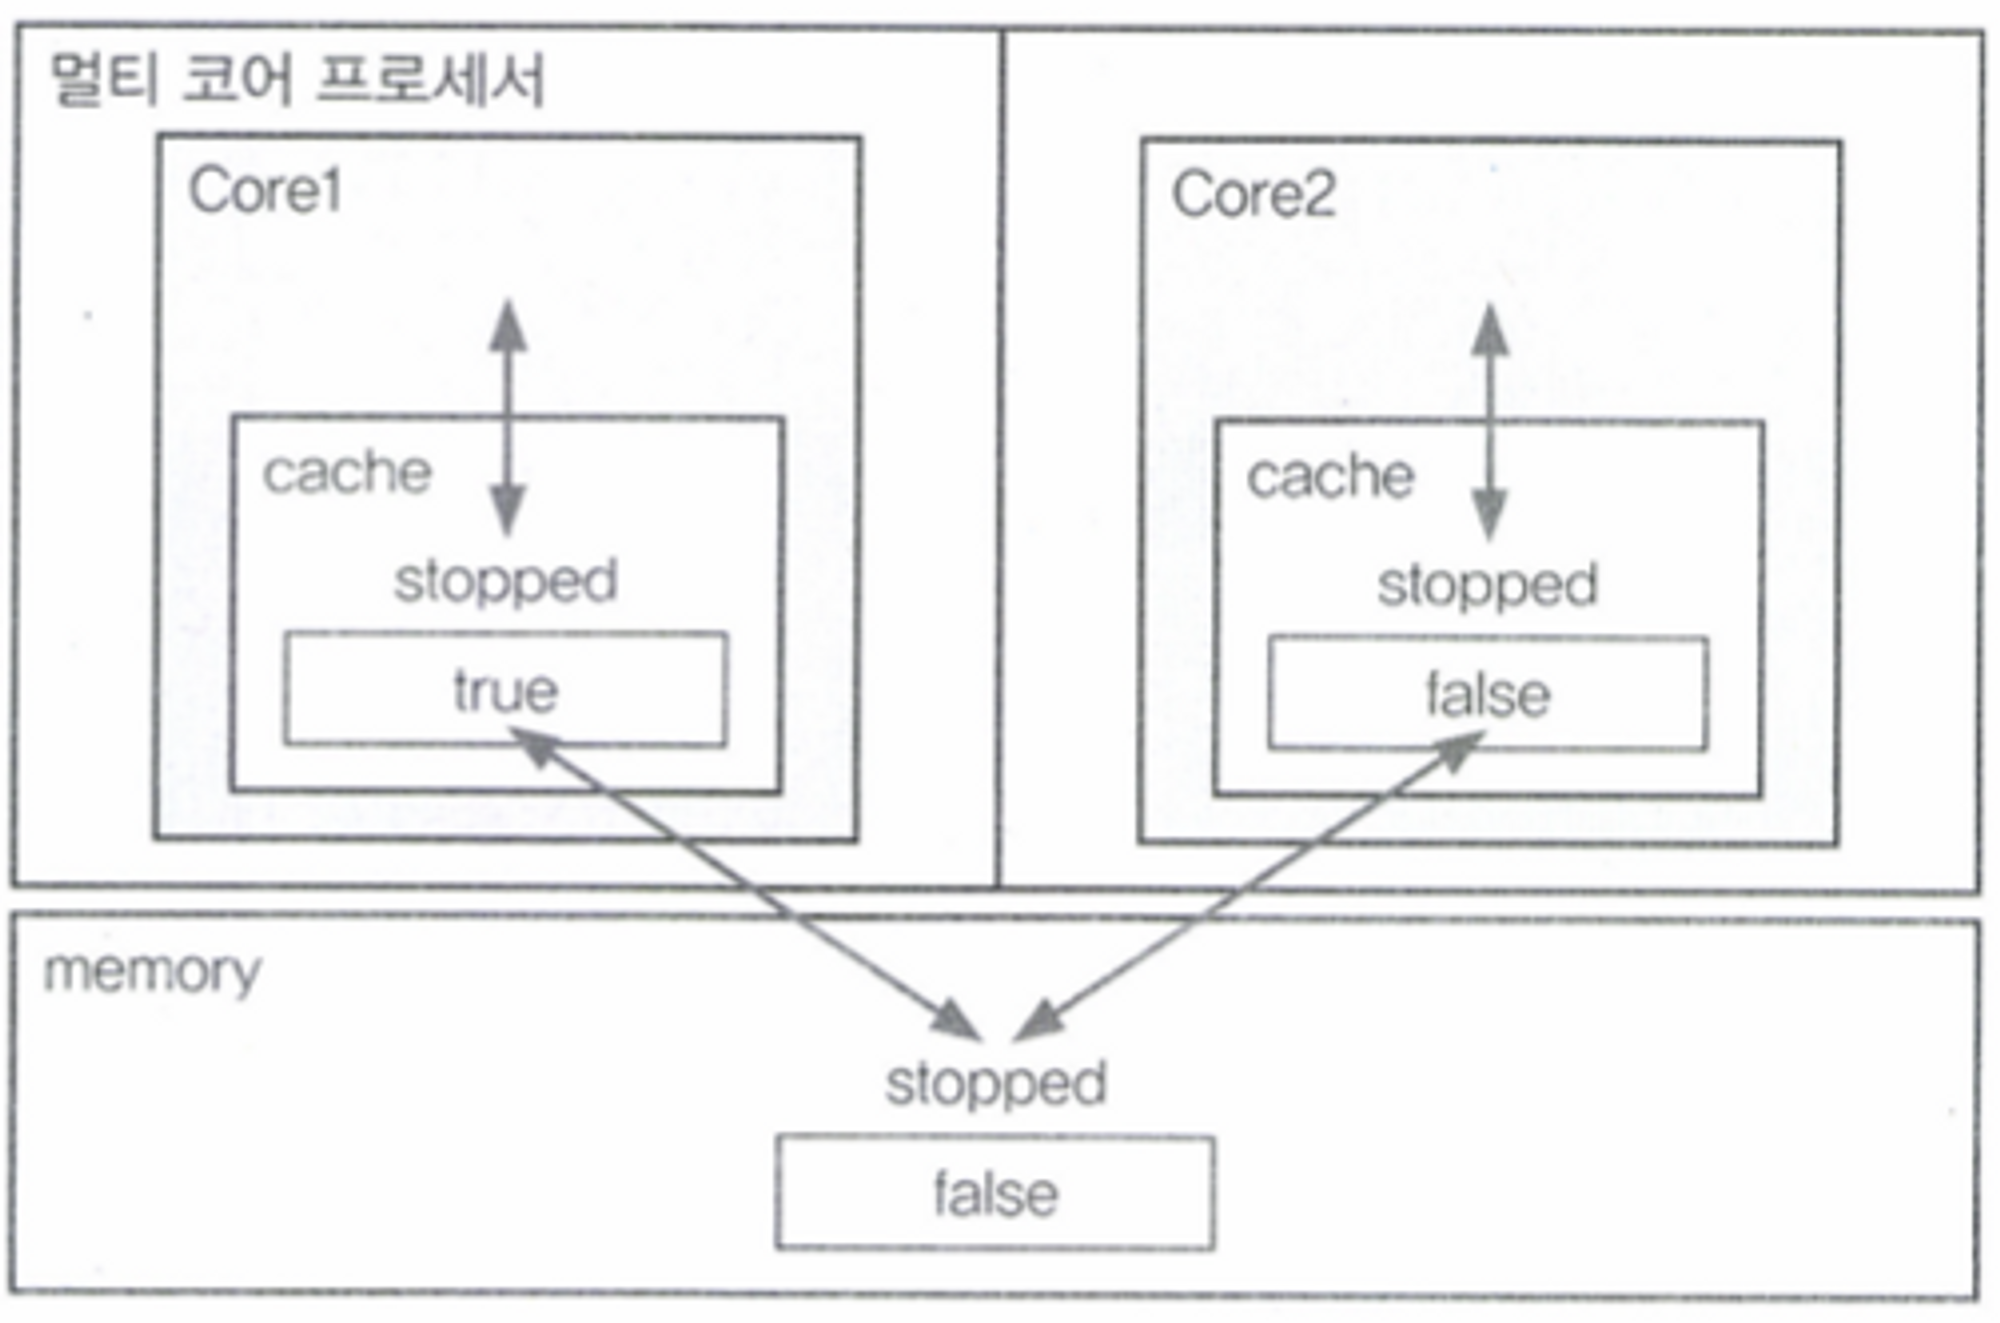 멀티 코어 프로세서
Core1
cache
stopped
true
Core2
cache
stopped
false
memory
stopped
false